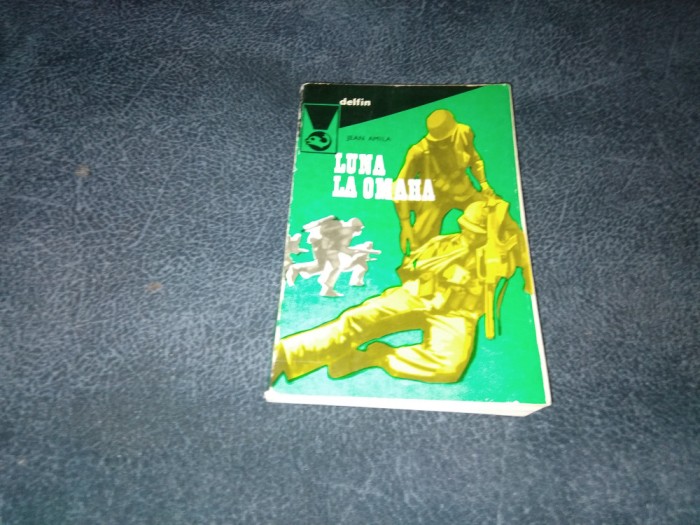 delfin
JEAN AMILA
LUNA
LA OMAHA